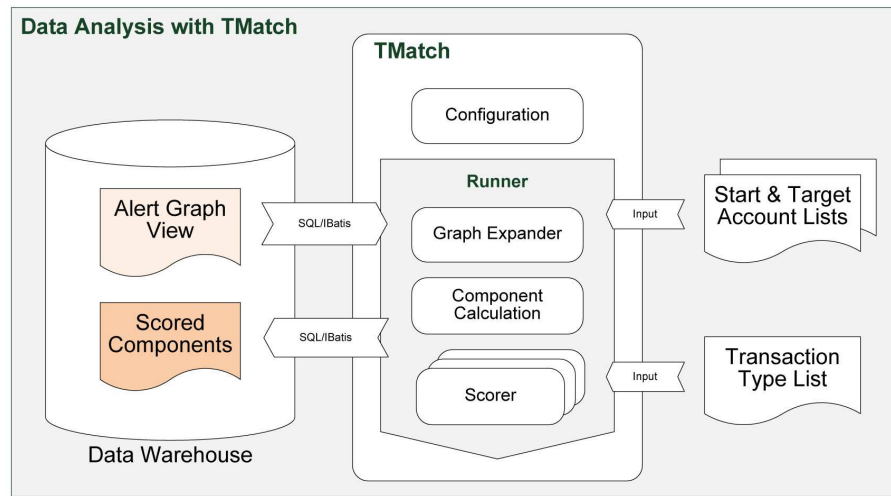 Data Analysis with TMatch
TMatch
Configuration
Runner
Alert Graph
View
SQL/IBatis
Graph Expander
Input
Start & Target
Account Lists
Component
Calculation
Scored
Components
SQL/IBatis
Scorer
Input
Transaction
Type List
Data Warehouse